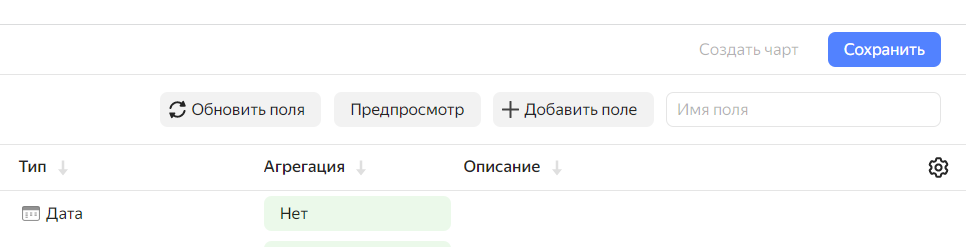 Создать чарт Сохранить
Обновить поля Предпросмотр Добавить поле Имя поля
Тип Агрегация Описание
Дата Нет